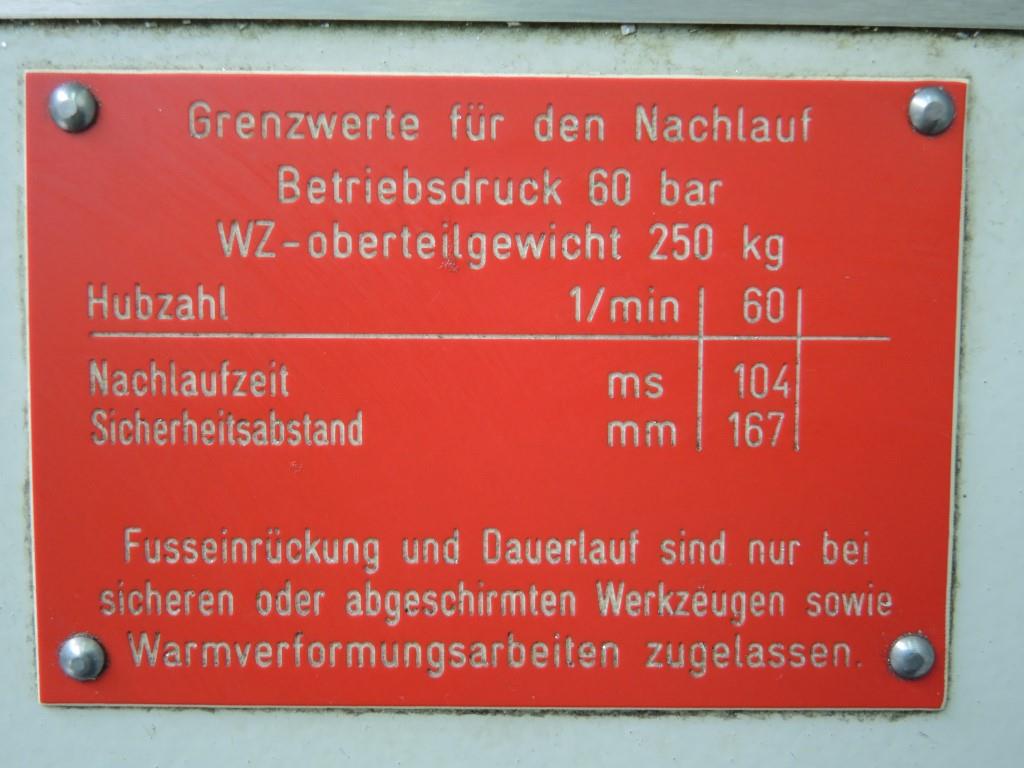 Grenzwerte für den Nachlauf
Betriebsdruck 60 bar
WZ-oberteilgewicht 250 kg
Hubzahl 1/min 60
Nachlaufzeit ms 104
Sicherheitsabstand mm 167
Fusseinrückung und Dauerlauf sind nur bei
sicheren oder abgeschirmten Werkzeugen sowie
Warmverformungsarbeiten zugelassen.